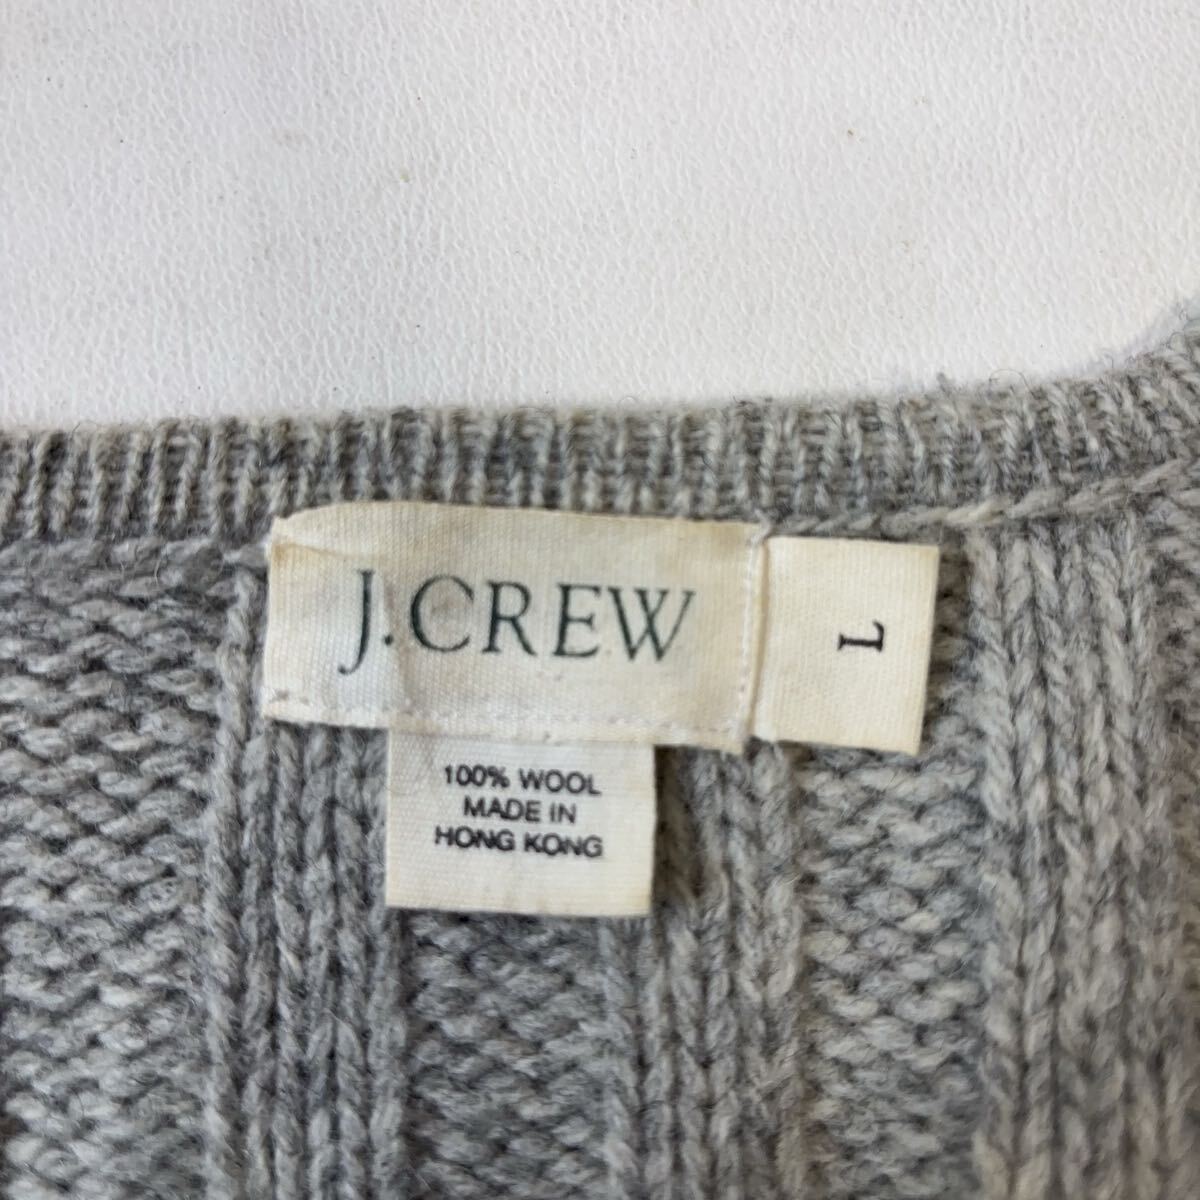 J.CREW
L
100% WOOL
MADE IN
HONG KONG